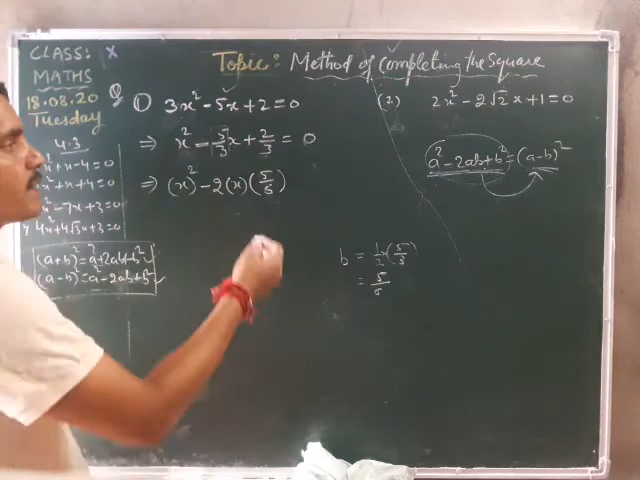 CLASS: X
MATHS
18.08.20
Tuesday
Topic: Method of completing the Square
4.3
x² + x - 4 = 0
x² + x + 4 = 0
x² - 7x + 3 = 0
4x² + 4√3x + 3 = 0
(a+b)² = a² + 2ab + b²
(a-b)² = a² - 2ab + b²
Q (1) 3x² - 5x + 2 = 0
⇒ x² - 5/3 x + 2/3 = 0
⇒ (x)² - 2(x)(5/5)
b = 1/2 × (5/3)
= 5/
(2) 2x² - 2√2 x + 1 = 0
a² - 2ab + b² = (a-b)²